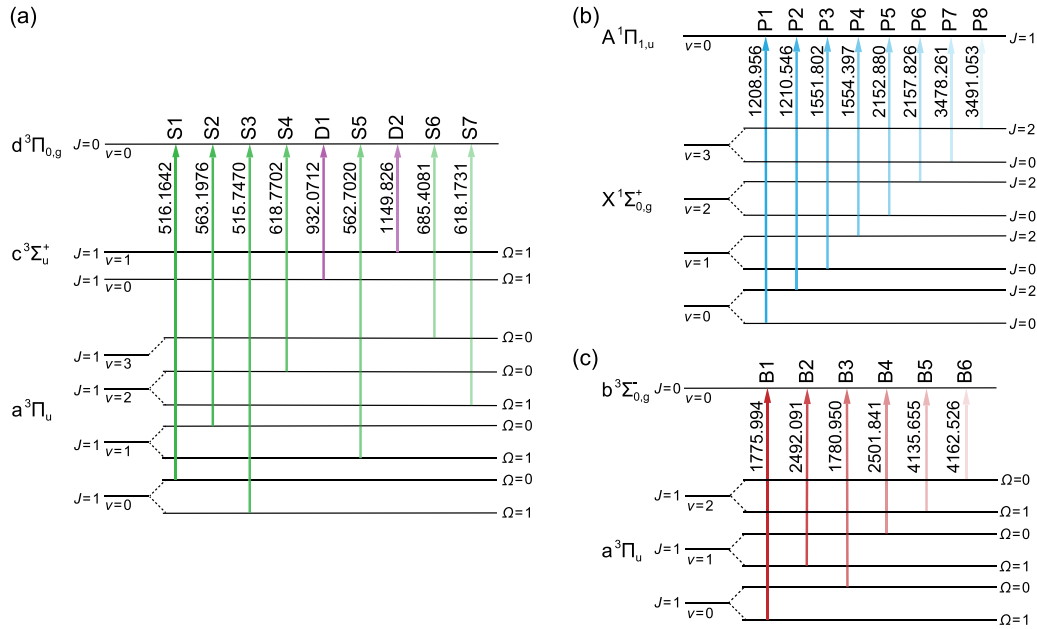 (a)
S1 S2 S3 S4 D1 S5 D2 S6 S7
d³Π₀,g J=0 v=0
516.1642 563.1976 515.7470 618.7702 932.0712 562.7020 1149.826 685.4081 618.1731
c³Σᵤ⁺ J=1 v=1 Ω=1
J=1 v=0 Ω=1
Ω=0
J=1 v=3
Ω=0
J=1 v=2
a³Πᵤ
Ω=1
Ω=0
J=1 v=1
Ω=1
Ω=0
J=1 v=0
Ω=1
(b)
P1 P2 P3 P4 P5 P6 P7 P8
A¹Π₁,ᵤ v=0 J=1
1208.956 1210.546 1551.802 1554.397 2152.880 2157.826 3478.261 3491.053
J=2
v=3
J=0
X¹Σ⁺₀,g
J=2
v=2
J=0
J=2
v=1
J=0
J=2
v=0
J=0
(c)
B1 B2 B3 B4 B5 B6
b³Σ⁻₀,g J=0 v=0
1775.994 2492.091 1780.950 2501.841 4135.655 4162.526
Ω=0
J=1 v=2
Ω=1
Ω=0
a³Πᵤ J=1 v=1
Ω=1
Ω=0
J=1 v=0
Ω=1